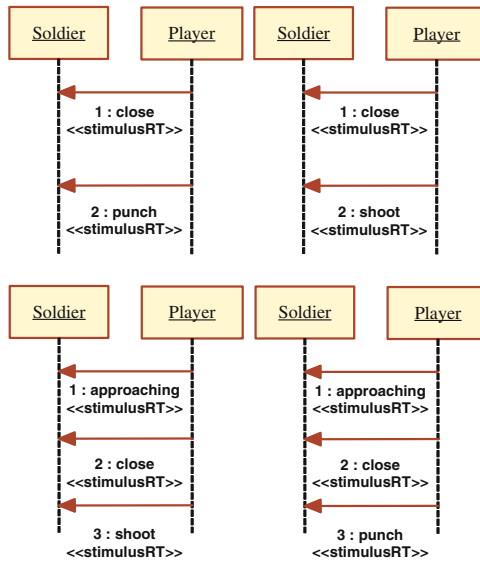 Soldier Player
1 : close
<<stimulusRT>>
2 : punch
<<stimulusRT>>
Soldier Player
1 : close
<<stimulusRT>>
2 : shoot
<<stimulusRT>>
Soldier Player
1 : approaching
<<stimulusRT>>
2 : close
<<stimulusRT>>
3 : shoot
<<stimulusRT>>
Soldier Player
1 : approaching
<<stimulusRT>>
2 : close
<<stimulusRT>>
3 : punch
<<stimulusRT>>